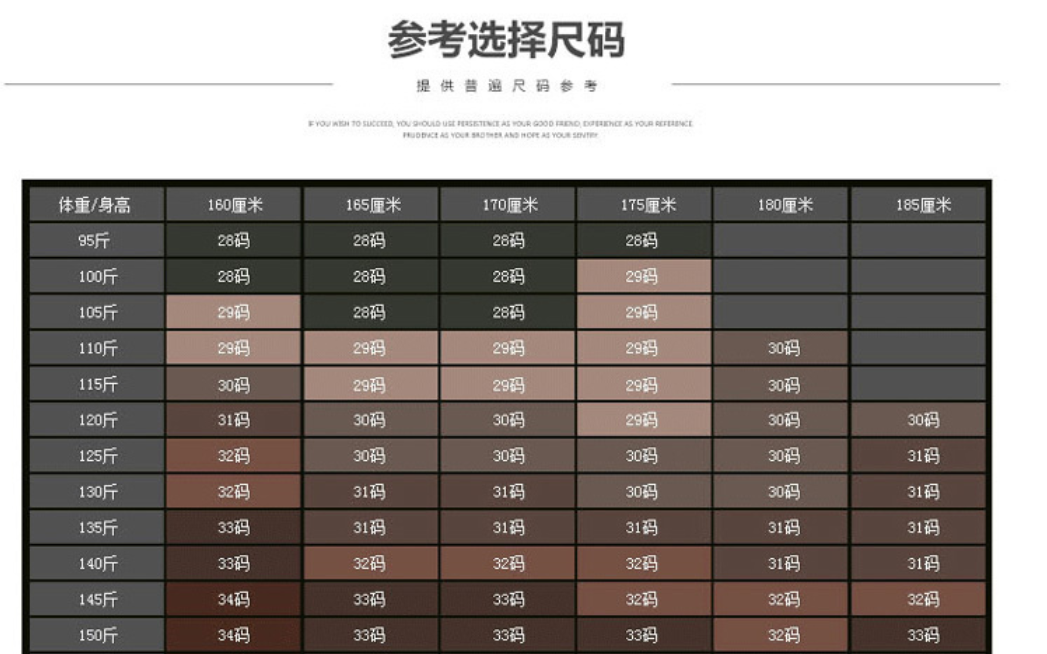 参考选择尺码
提供普遍尺码参考
IF YOU WISH TO SUCCEED, YOU SHOULD USE PERSISTENCE AS YOUR GOOD FRIEND, EXPERIENCE AS YOUR REFERENCE.
PRUDENCE AS YOUR BROTHER AND HOPE AS YOUR SENTRY.
体重/身高 160厘米 165厘米 170厘米 175厘米 180厘米 185厘米
95斤 28码 28码 28码 28码
100斤 28码 28码 28码 29码
105斤 29码 28码 28码 29码
110斤 29码 29码 29码 29码 30码
115斤 30码 29码 29码 29码 30码
120斤 31码 30码 30码 29码 30码 30码
125斤 32码 30码 30码 30码 30码 31码
130斤 32码 31码 31码 30码 30码 31码
135斤 33码 31码 31码 31码 31码 31码
140斤 33码 32码 32码 32码 31码 31码
145斤 34码 33码 33码 32码 32码 32码
150斤 34码 33码 33码 33码 32码 33码